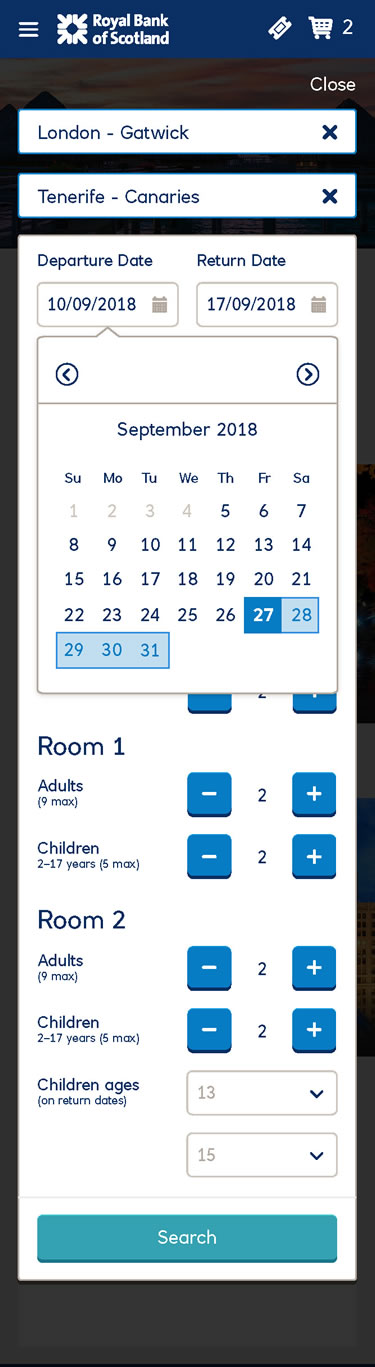 Royal Bank
of Scotland
2
Close
London - Gatwick
Tenerife - Canaries
Departure Date Return Date
10/09/2018 17/09/2018
September 2018
Su Mo Tu We Th Fr Sa
1 2 3 4 5 6 7
8 9 10 11 12 13 14
15 16 17 18 19 20 21
22 23 24 25 26 27 28
29 30 31
2
Room 1
Adults
(9 max)
2
Children
2–17 years (5 max)
2
Room 2
Adults
(9 max)
2
Children
2–17 years (5 max)
2
Children ages
(on return dates)
13
15
Search